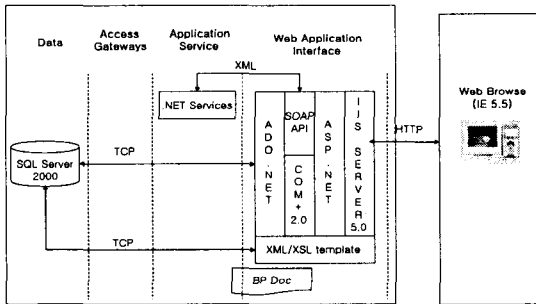 Data
Access
Gateways
Application
Service
Web Application
Interface
XML
.NET Services
ADO.NET
SOAP
API
COM+2.0
ASP.NET
IIS SERVER 5.0
HTTP
Web Browse
(IE 5.5)
SQL Server
2000
TCP
TCP
XML/XSL template
BP Doc